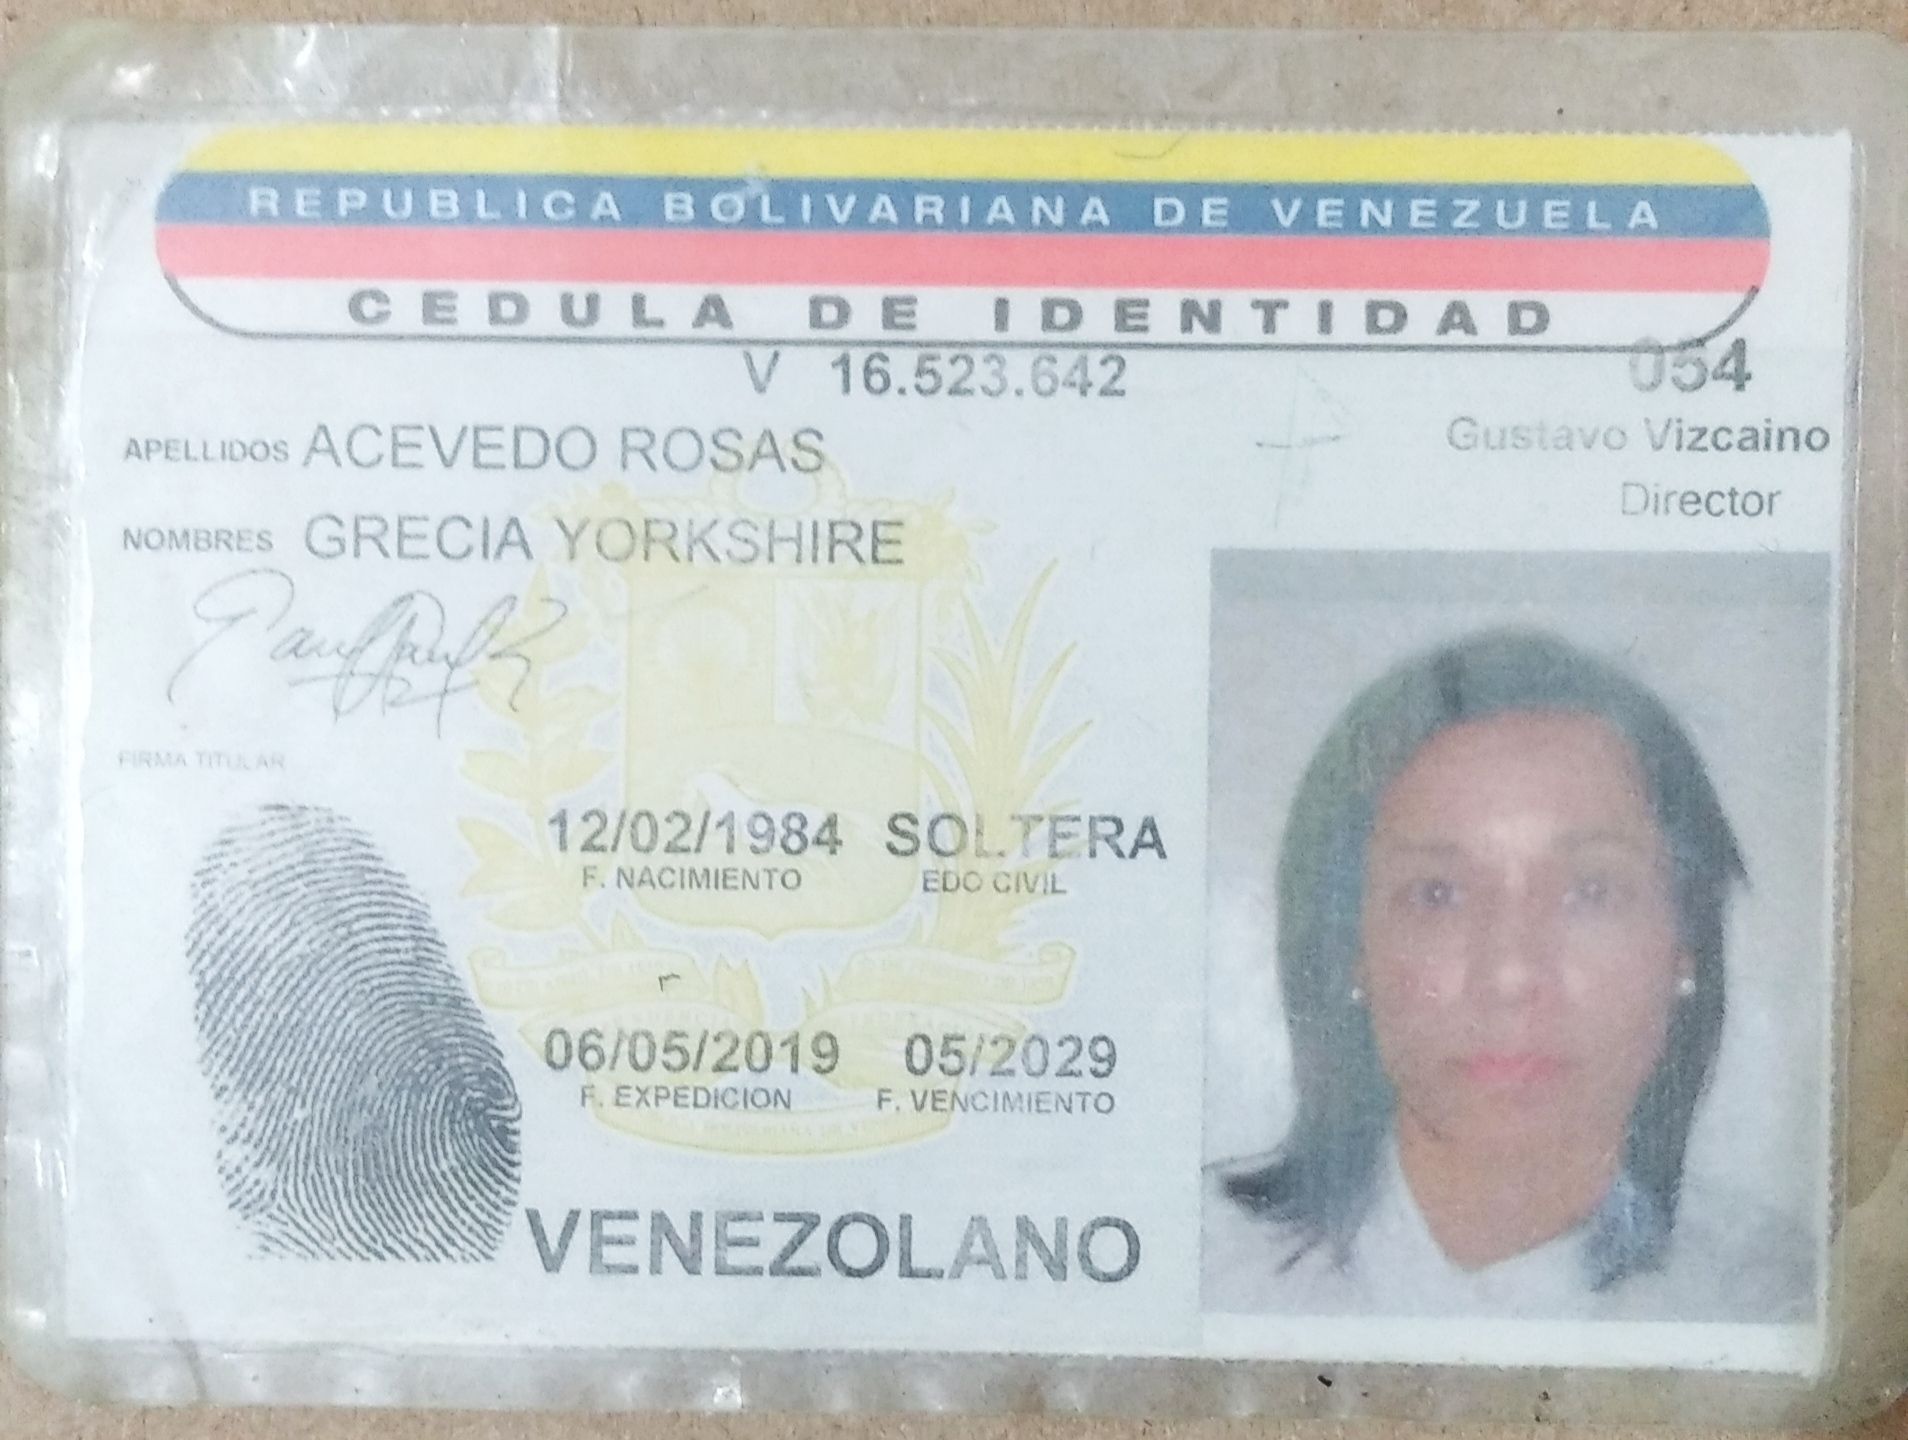 REPUBLICA BOLIVARIANA DE VENEZUELA
CEDULA DE IDENTIDAD
V 16.523.642
054
APELLIDOS ACEVEDO ROSAS
Gustavo Vizcaino
Director
NOMBRES GRECIA YORKSHIRE
FIRMA TITULAR
12/02/1984 SOLTERA
F. NACIMIENTO EDO CIVIL
06/05/2019 05/2029
F. EXPEDICION F. VENCIMIENTO
VENEZOLANO